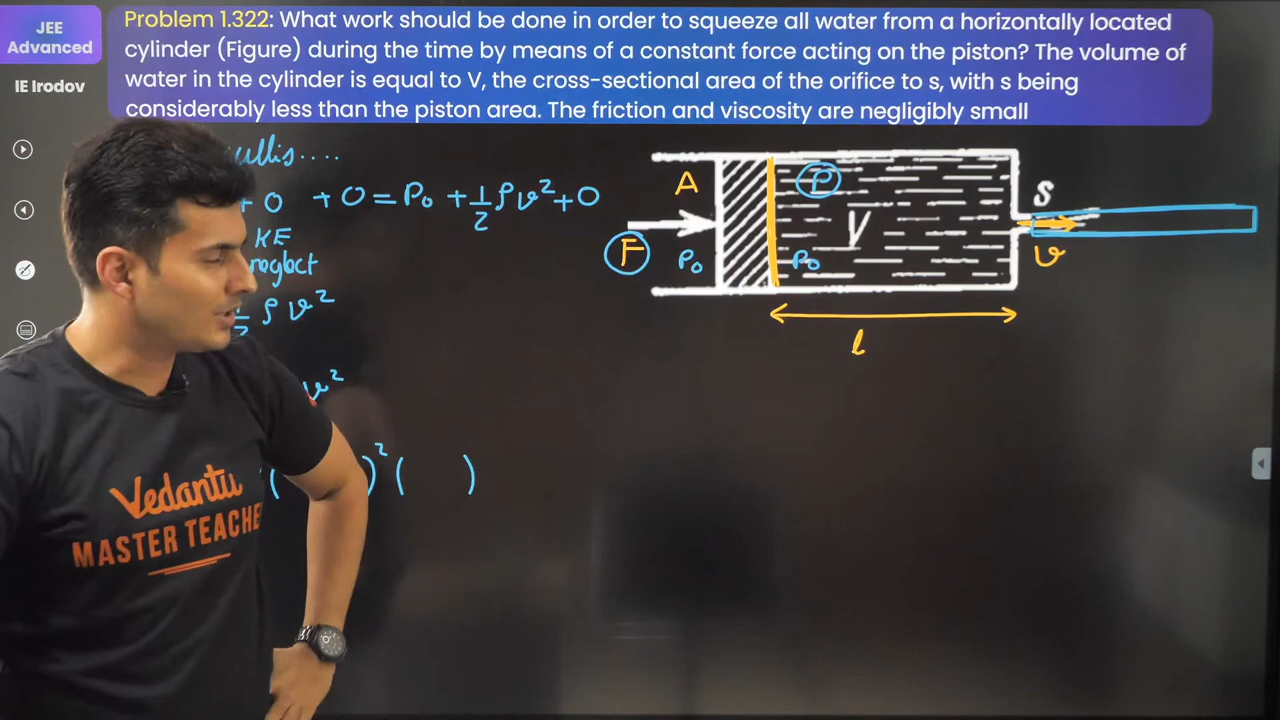 JEE
Advanced
IE Irodov
Problem 1.322: What work should be done in order to squeeze all water from a horizontally located
cylinder (Figure) during the time by means of a constant force acting on the piston? The volume of
water in the cylinder is equal to V, the cross-sectional area of the orifice to s, with s being
considerably less than the piston area. The friction and viscosity are negligibly small
+ 0 + 0 = P₀ + 1/2 ρv² + 0
KE
neglect
ρ v²
v²
( )² ( )
A
F
P₀
P
V
P₀
S
v
l
Vedantu
MASTER TEACHE